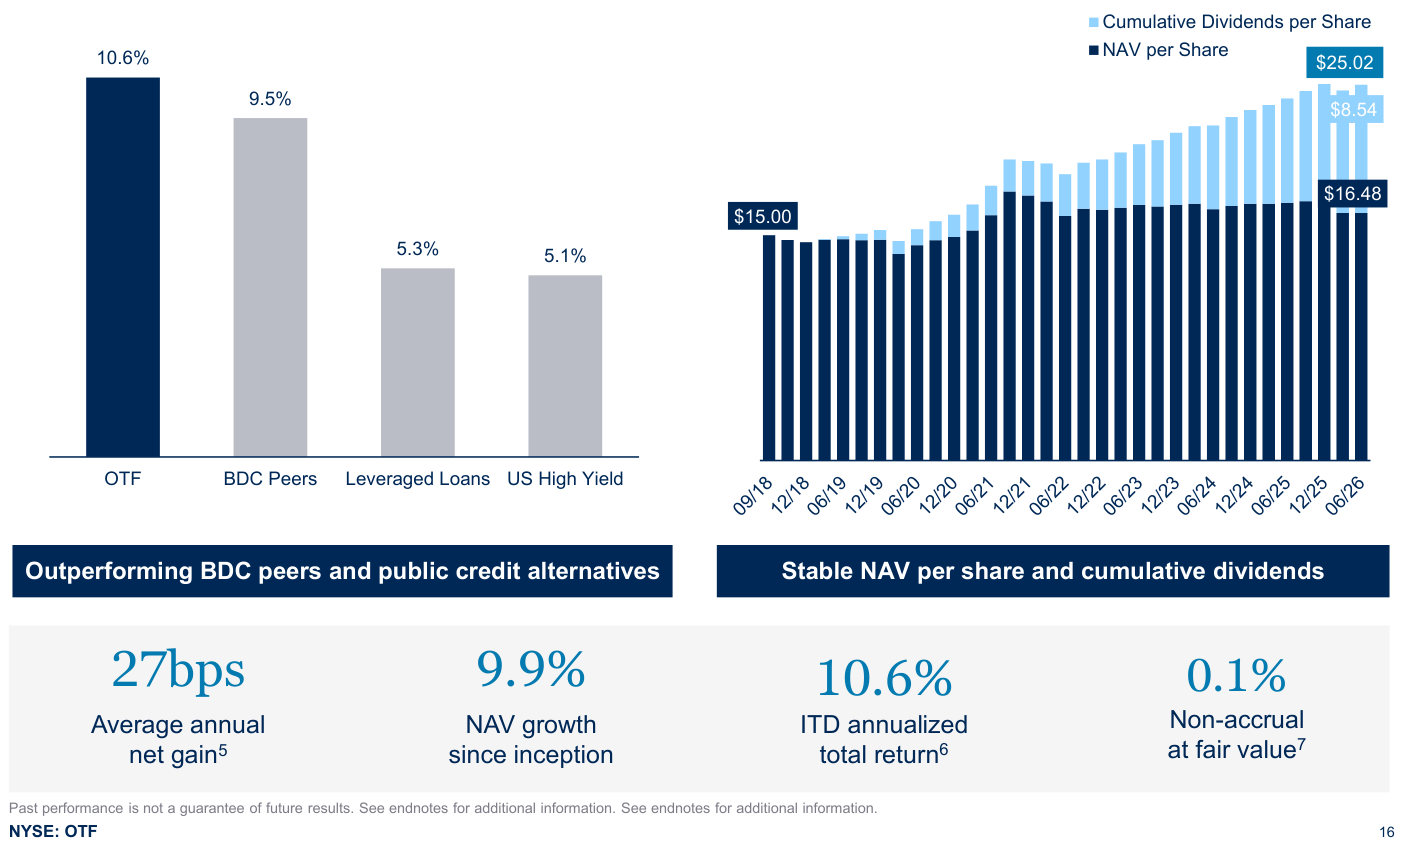 10.6%
9.5%
5.3%
5.1%
OTF
BDC Peers
Leveraged Loans
US High Yield
Cumulative Dividends per Share
NAV per Share
$25.02
$8.54
$16.48
$15.00
09/18
12/18
06/19
12/19
06/20
12/20
06/21
12/21
06/22
12/22
06/23
12/23
06/24
12/24
06/25
12/25
06/26
Outperforming BDC peers and public credit alternatives
Stable NAV per share and cumulative dividends
27bps
Average annual
net gain5
9.9%
NAV growth
since inception
10.6%
ITD annualized
total return6
0.1%
Non-accrual
at fair value7
Past performance is not a guarantee of future results. See endnotes for additional information. See endnotes for additional information.
NYSE: OTF
16